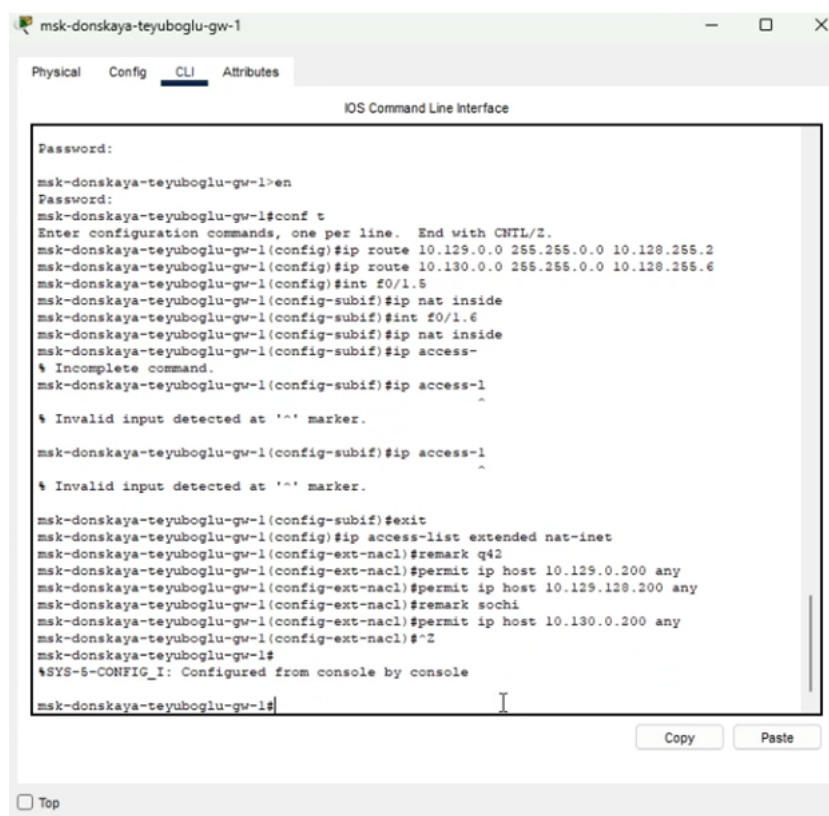 msk-donskaya-teyuboglu-gw-1
Physical Config CLI Attributes
IOS Command Line Interface
Password:
msk-donskaya-teyuboglu-gw-1>en
Password:
msk-donskaya-teyuboglu-gw-1#conf t
Enter configuration commands, one per line. End with CNTL/Z.
msk-donskaya-teyuboglu-gw-1(config)#ip route 10.129.0.0 255.255.0.0 10.128.255.2
msk-donskaya-teyuboglu-gw-1(config)#ip route 10.130.0.0 255.255.0.0 10.128.255.6
msk-donskaya-teyuboglu-gw-1(config)#int f0/1.5
msk-donskaya-teyuboglu-gw-1(config-subif)#ip nat inside
msk-donskaya-teyuboglu-gw-1(config-subif)#int f0/1.6
msk-donskaya-teyuboglu-gw-1(config-subif)#ip nat inside
msk-donskaya-teyuboglu-gw-1(config-subif)#ip access-
% Incomplete command.
msk-donskaya-teyuboglu-gw-1(config-subif)#ip access-l
^
% Invalid input detected at '^' marker.
msk-donskaya-teyuboglu-gw-1(config-subif)#ip access-l
^
% Invalid input detected at '^' marker.
msk-donskaya-teyuboglu-gw-1(config-subif)#exit
msk-donskaya-teyuboglu-gw-1(config)#ip access-list extended nat-inet
msk-donskaya-teyuboglu-gw-1(config-ext-nacl)#remark q42
msk-donskaya-teyuboglu-gw-1(config-ext-nacl)#permit ip host 10.129.0.200 any
msk-donskaya-teyuboglu-gw-1(config-ext-nacl)#permit ip host 10.129.128.200 any
msk-donskaya-teyuboglu-gw-1(config-ext-nacl)#remark sochi
msk-donskaya-teyuboglu-gw-1(config-ext-nacl)#permit ip host 10.130.0.200 any
msk-donskaya-teyuboglu-gw-1(config-ext-nacl)#^Z
msk-donskaya-teyuboglu-gw-1#
%SYS-5-CONFIG_I: Configured from console by console
msk-donskaya-teyuboglu-gw-1#
Copy Paste
Top